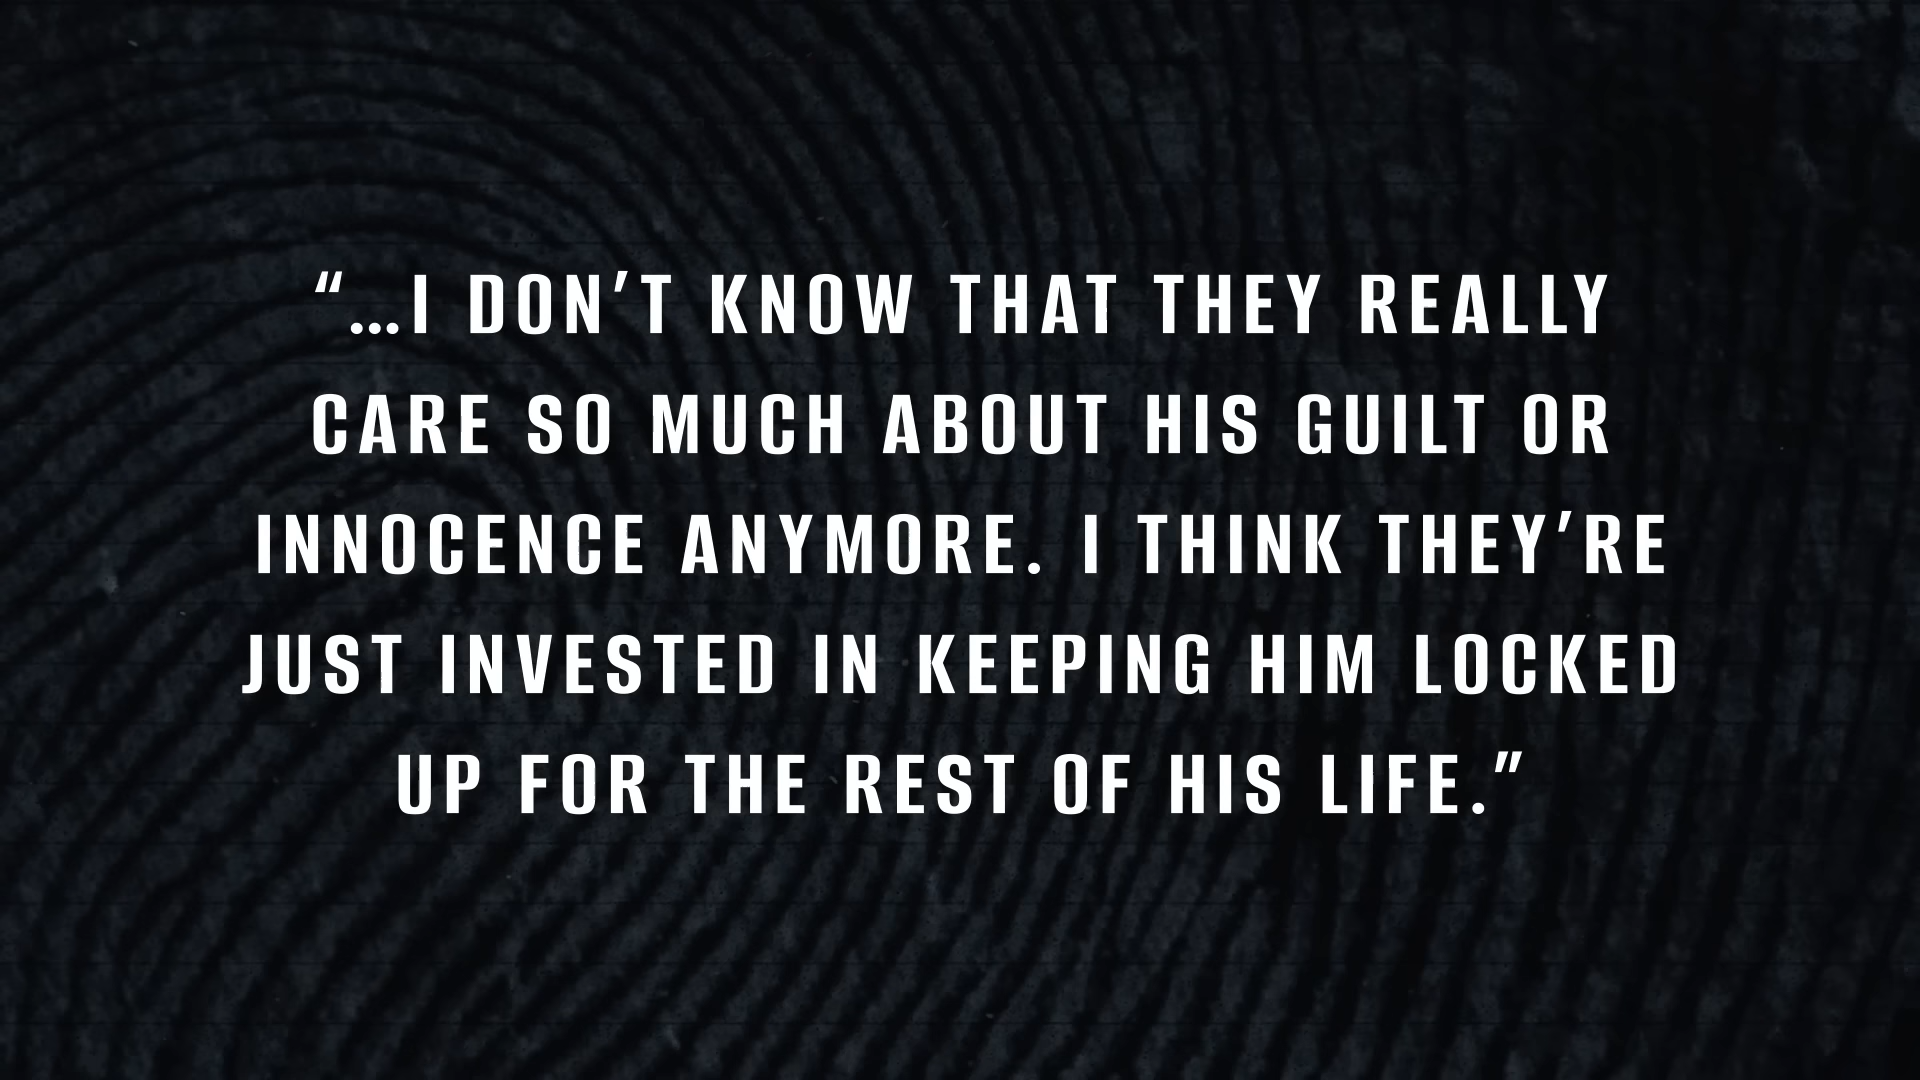 “…I DON’T KNOW THAT THEY REALLY
CARE SO MUCH ABOUT HIS GUILT OR
INNOCENCE ANYMORE. I THINK THEY’RE
JUST INVESTED IN KEEPING HIM LOCKED
UP FOR THE REST OF HIS LIFE.”